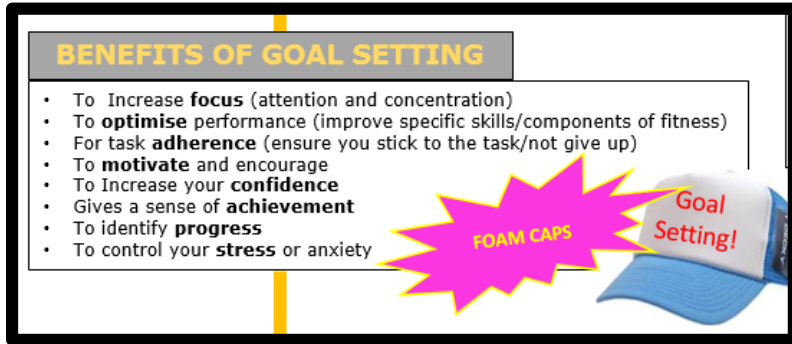 BENEFITS OF GOAL SETTING
• To Increase focus (attention and concentration)
• To optimise performance (improve specific skills/components of fitness)
• For task adherence (ensure you stick to the task/not give up)
• To motivate and encourage
• To Increase your confidence
• Gives a sense of achievement
• To identify progress
• To control your stress or anxiety
FOAM CAPS
Goal
Setting!